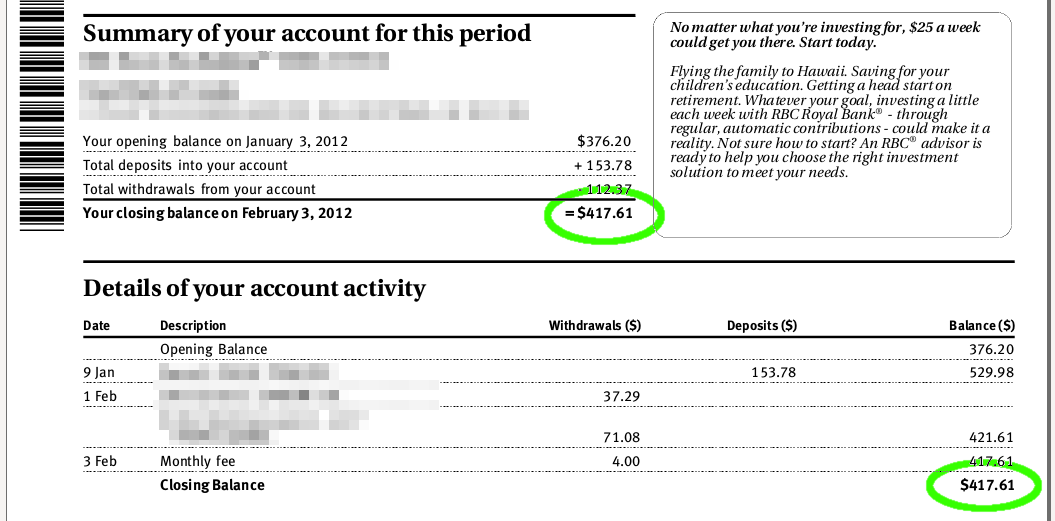 Summary of your account for this period
Your opening balance on January 3, 2012 $376.20
Total deposits into your account + 153.78
Total withdrawals from your account - 112.37
Your closing balance on February 3, 2012 = $417.61
No matter what you're investing for, $25 a week
could get you there. Start today.
Flying the family to Hawaii. Saving for your
children's education. Getting a head start on
retirement. Whatever your goal, investing a little
each week with RBC Royal Bank® - through
regular, automatic contributions - could make it a
reality. Not sure how to start? An RBC® advisor is
ready to help you choose the right investment
solution to meet your needs.
Details of your account activity
Date Description Withdrawals ($) Deposits ($) Balance ($)
Opening Balance 376.20
9 Jan 153.78 529.98
1 Feb 37.29
71.08 421.61
3 Feb Monthly fee 4.00 417.61
Closing Balance $417.61